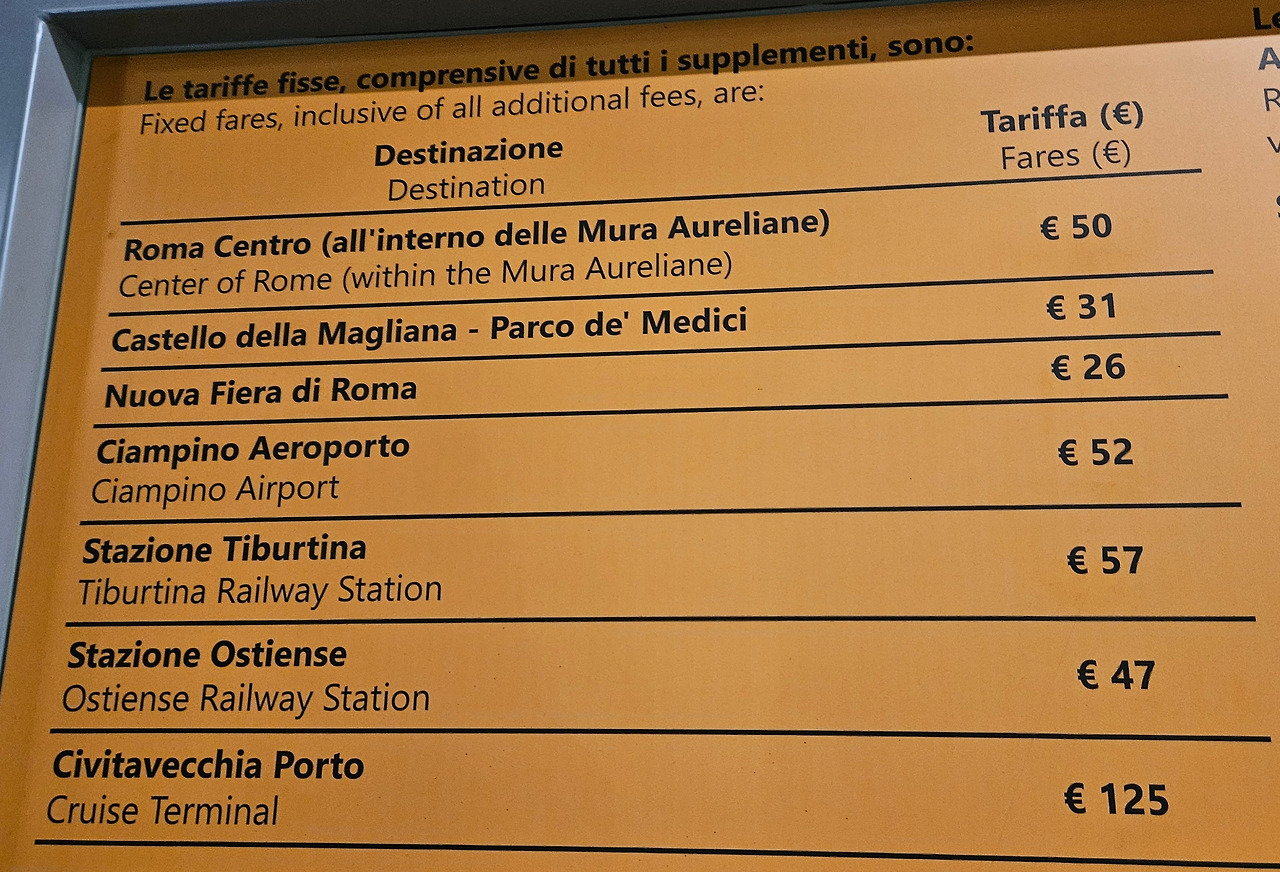 Le tariffe fisse, comprensive di tutti i supplementi, sono:
Fixed fares, inclusive of all additional fees, are:
Destinazione Tariffa (€)
Destination Fares (€)
Roma Centro (all'interno delle Mura Aureliane) € 50
Center of Rome (within the Mura Aureliane)
Castello della Magliana - Parco de' Medici € 31
Nuova Fiera di Roma € 26
Ciampino Aeroporto € 52
Ciampino Airport
Stazione Tiburtina € 57
Tiburtina Railway Station
Stazione Ostiense € 47
Ostiense Railway Station
Civitavecchia Porto € 125
Cruise Terminal